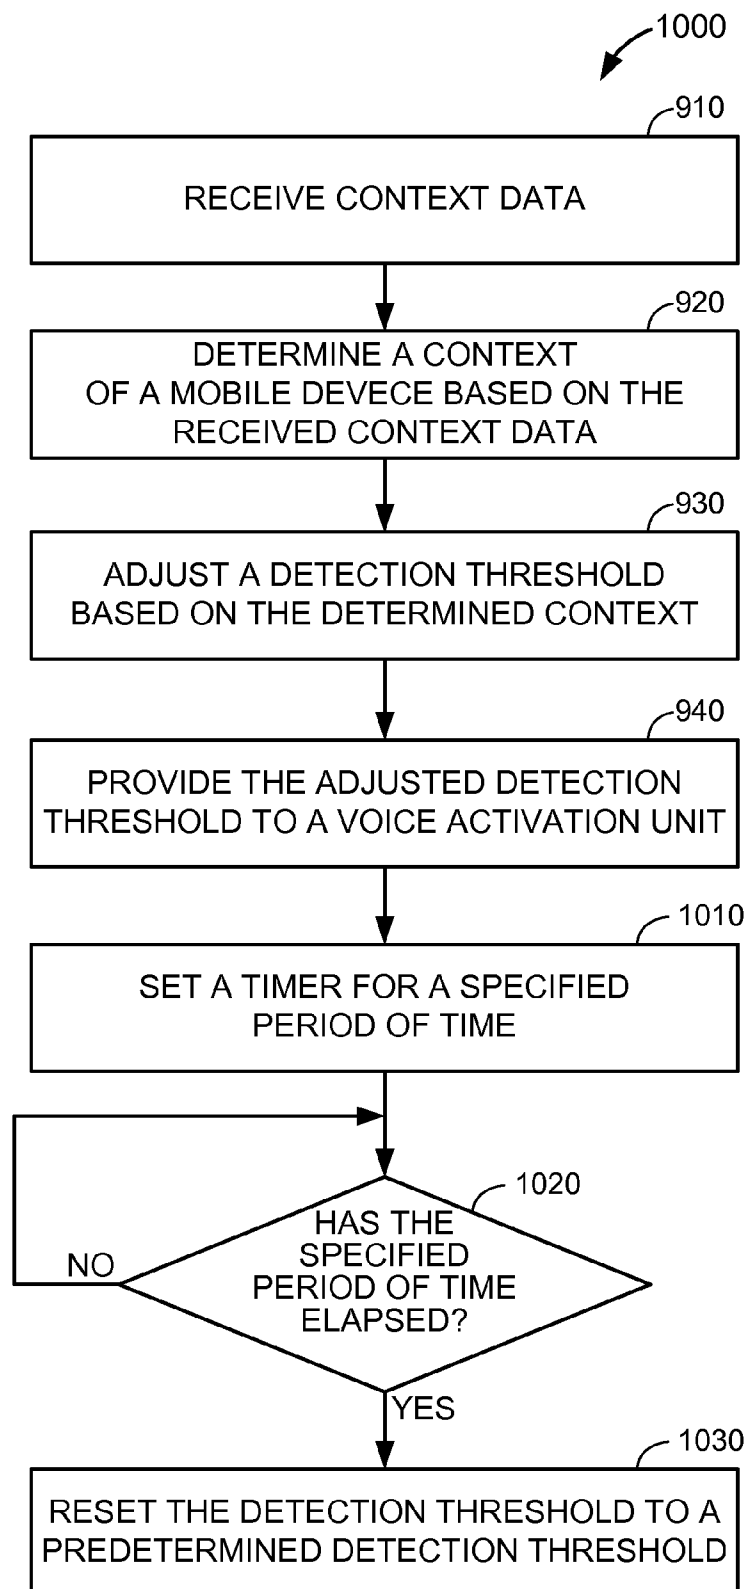 1000
910
RECEIVE CONTEXT DATA
920
DETERMINE A CONTEXT
OF A MOBILE DEVECE BASED ON THE
RECEIVED CONTEXT DATA
930
ADJUST A DETECTION THRESHOLD
BASED ON THE DETERMINED CONTEXT
940
PROVIDE THE ADJUSTED DETECTION
THRESHOLD TO A VOICE ACTIVATION UNIT
1010
SET A TIMER FOR A SPECIFIED
PERIOD OF TIME
1020
HAS THE
SPECIFIED
PERIOD OF TIME
ELAPSED?
NO
YES
1030
RESET THE DETECTION THRESHOLD TO A
PREDETERMINED DETECTION THRESHOLD